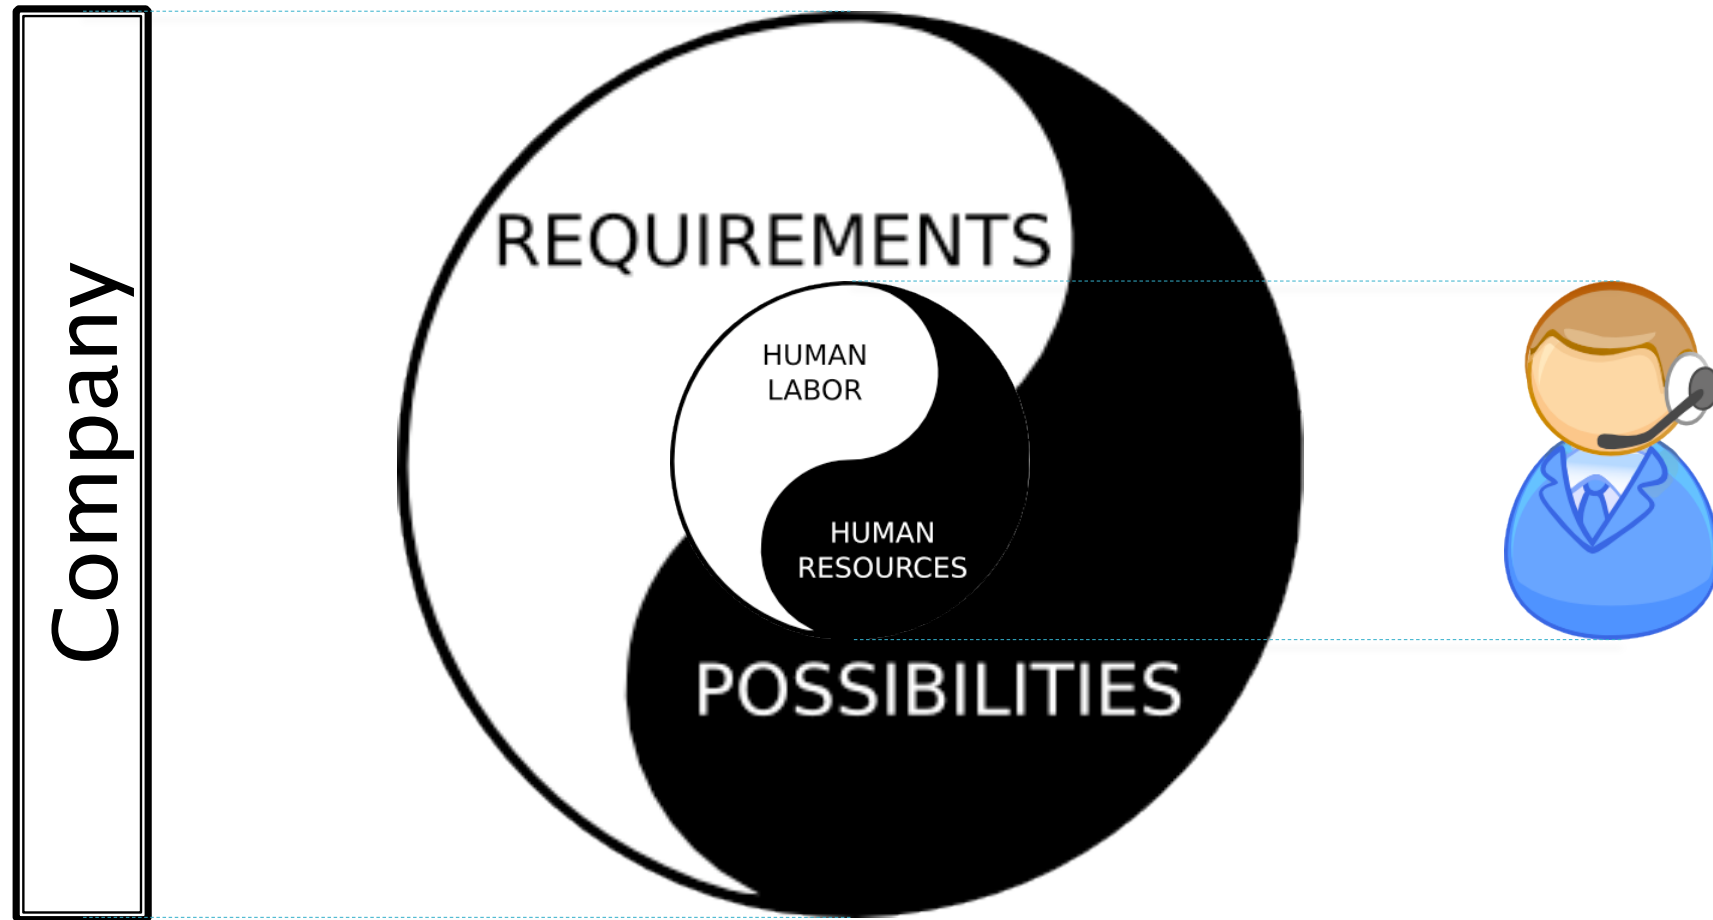 Company
REQUIREMENTS
HUMAN
LABOR
HUMAN
RESOURCES
POSSIBILITIES